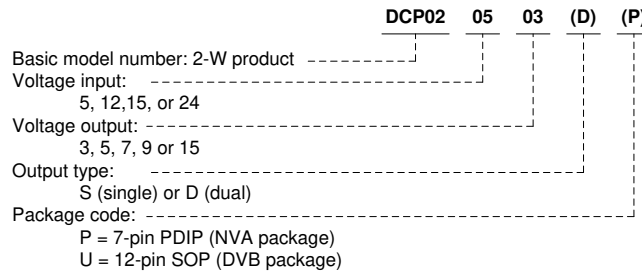 DCP02 05 03 (D) (P)
Basic model number: 2-W product
Voltage input:
5, 12,15, or 24
Voltage output:
3, 5, 7, 9 or 15
Output type:
S (single) or D (dual)
Package code:
P = 7-pin PDIP (NVA package)
U = 12-pin SOP (DVB package)